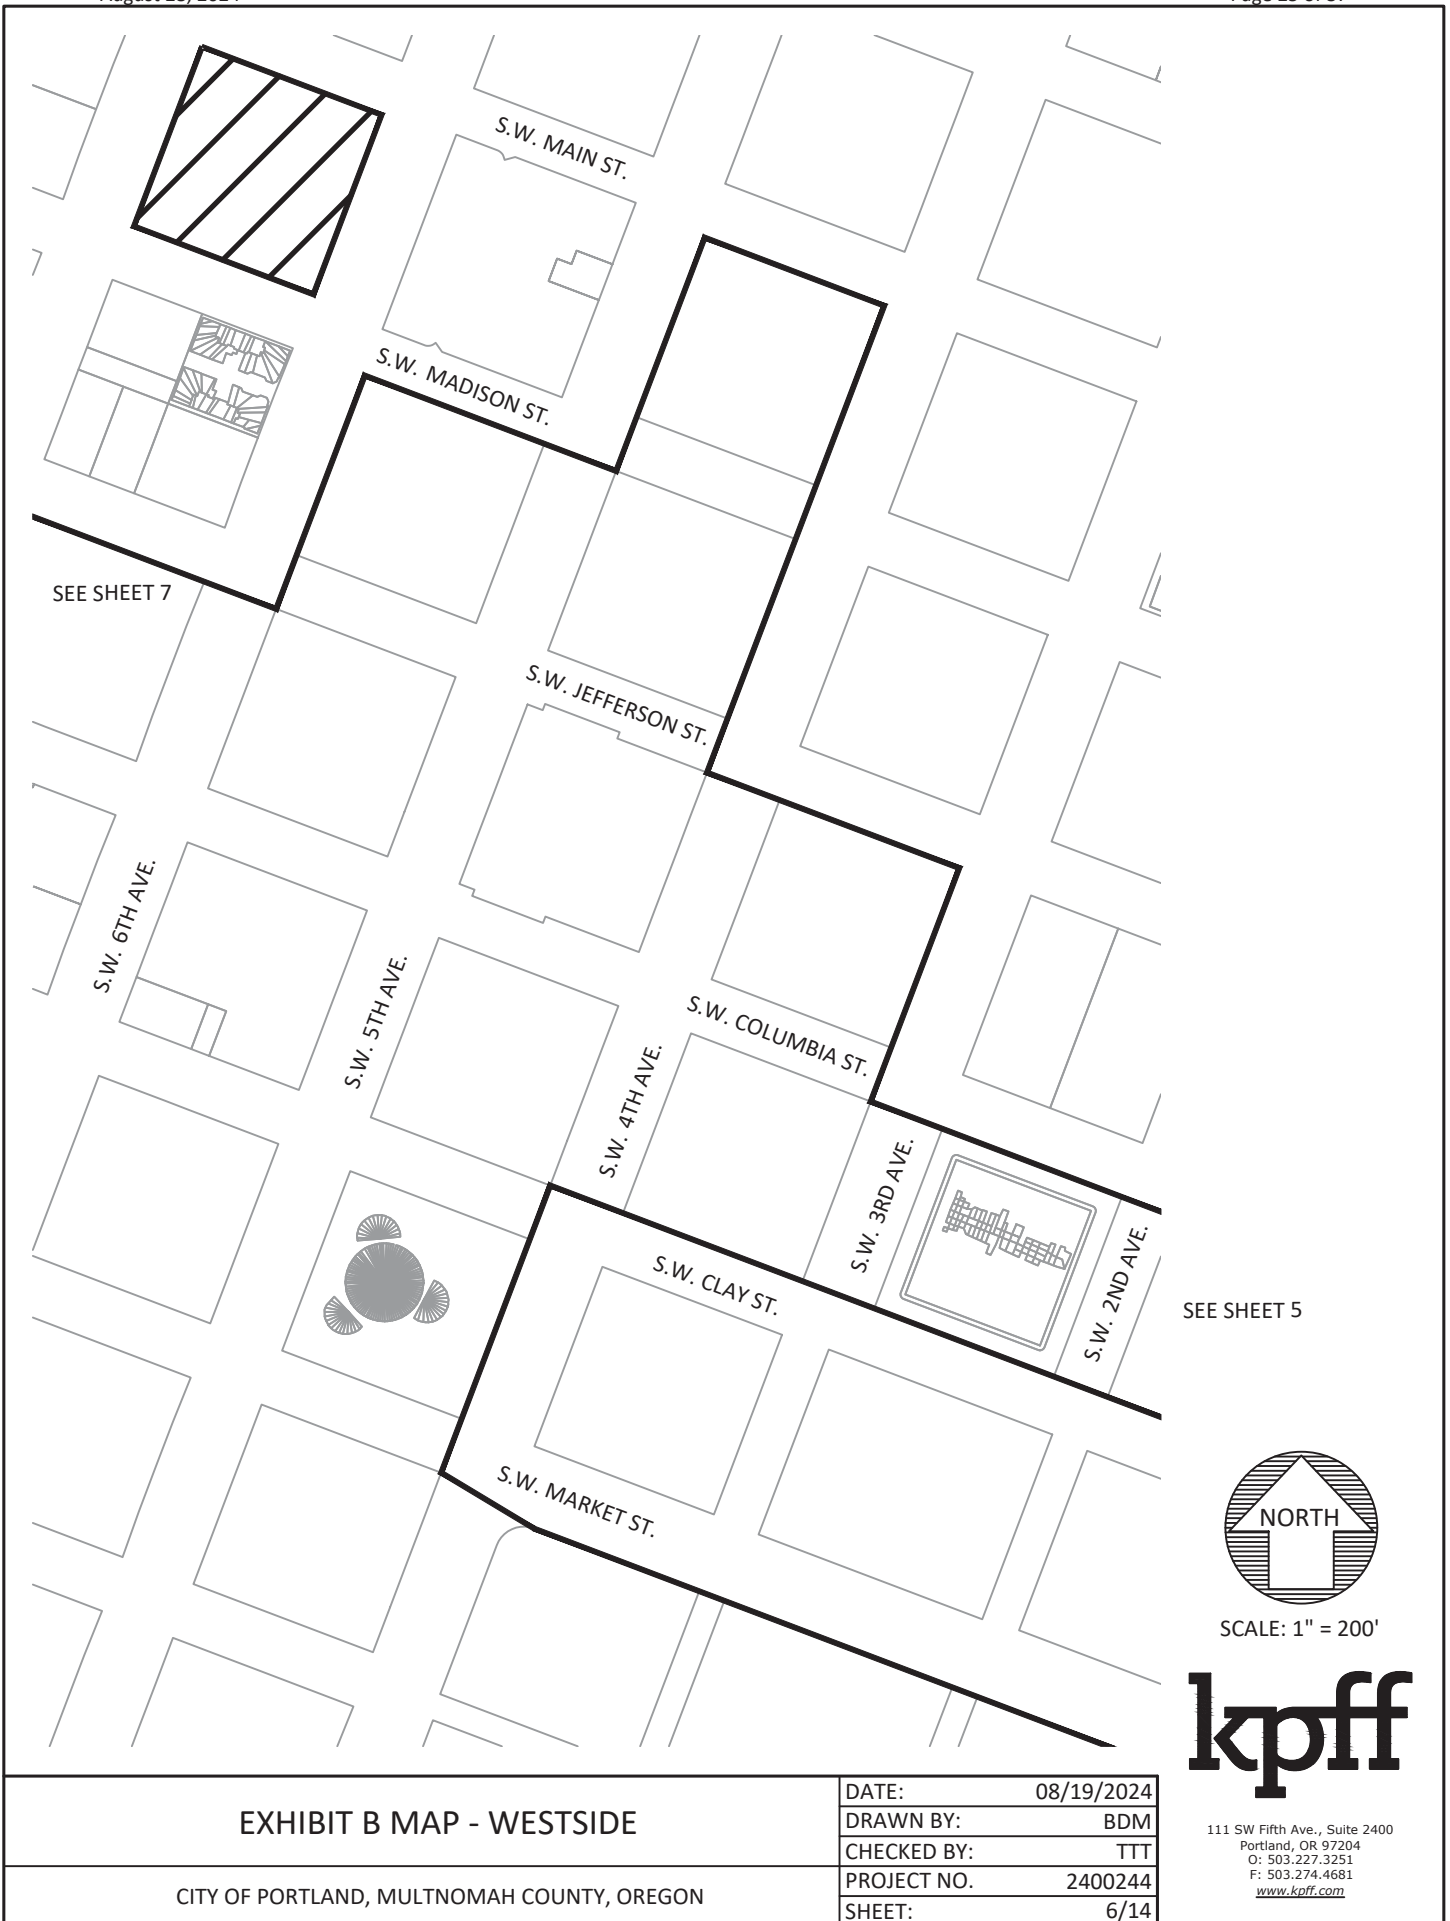 S.W. MAIN ST.
S.W. MADISON ST.
SEE SHEET 7
S.W. JEFFERSON ST.
S.W. 6TH AVE.
S.W. 5TH AVE.
S.W. COLUMBIA ST.
S.W. 4TH AVE.
S.W. 3RD AVE.
S.W. 2ND AVE.
S.W. CLAY ST.
SEE SHEET 5
S.W. MARKET ST.
NORTH
SCALE: 1" = 200'
kpff
111 SW Fifth Ave., Suite 2400
Portland, OR 97204
O: 503.227.3251
F: 503.274.4681
www.kpff.com
EXHIBIT B MAP - WESTSIDE
CITY OF PORTLAND, MULTNOMAH COUNTY, OREGON
DATE: 08/19/2024
DRAWN BY: BDM
CHECKED BY: TTT
PROJECT NO. 2400244
SHEET: 6/14